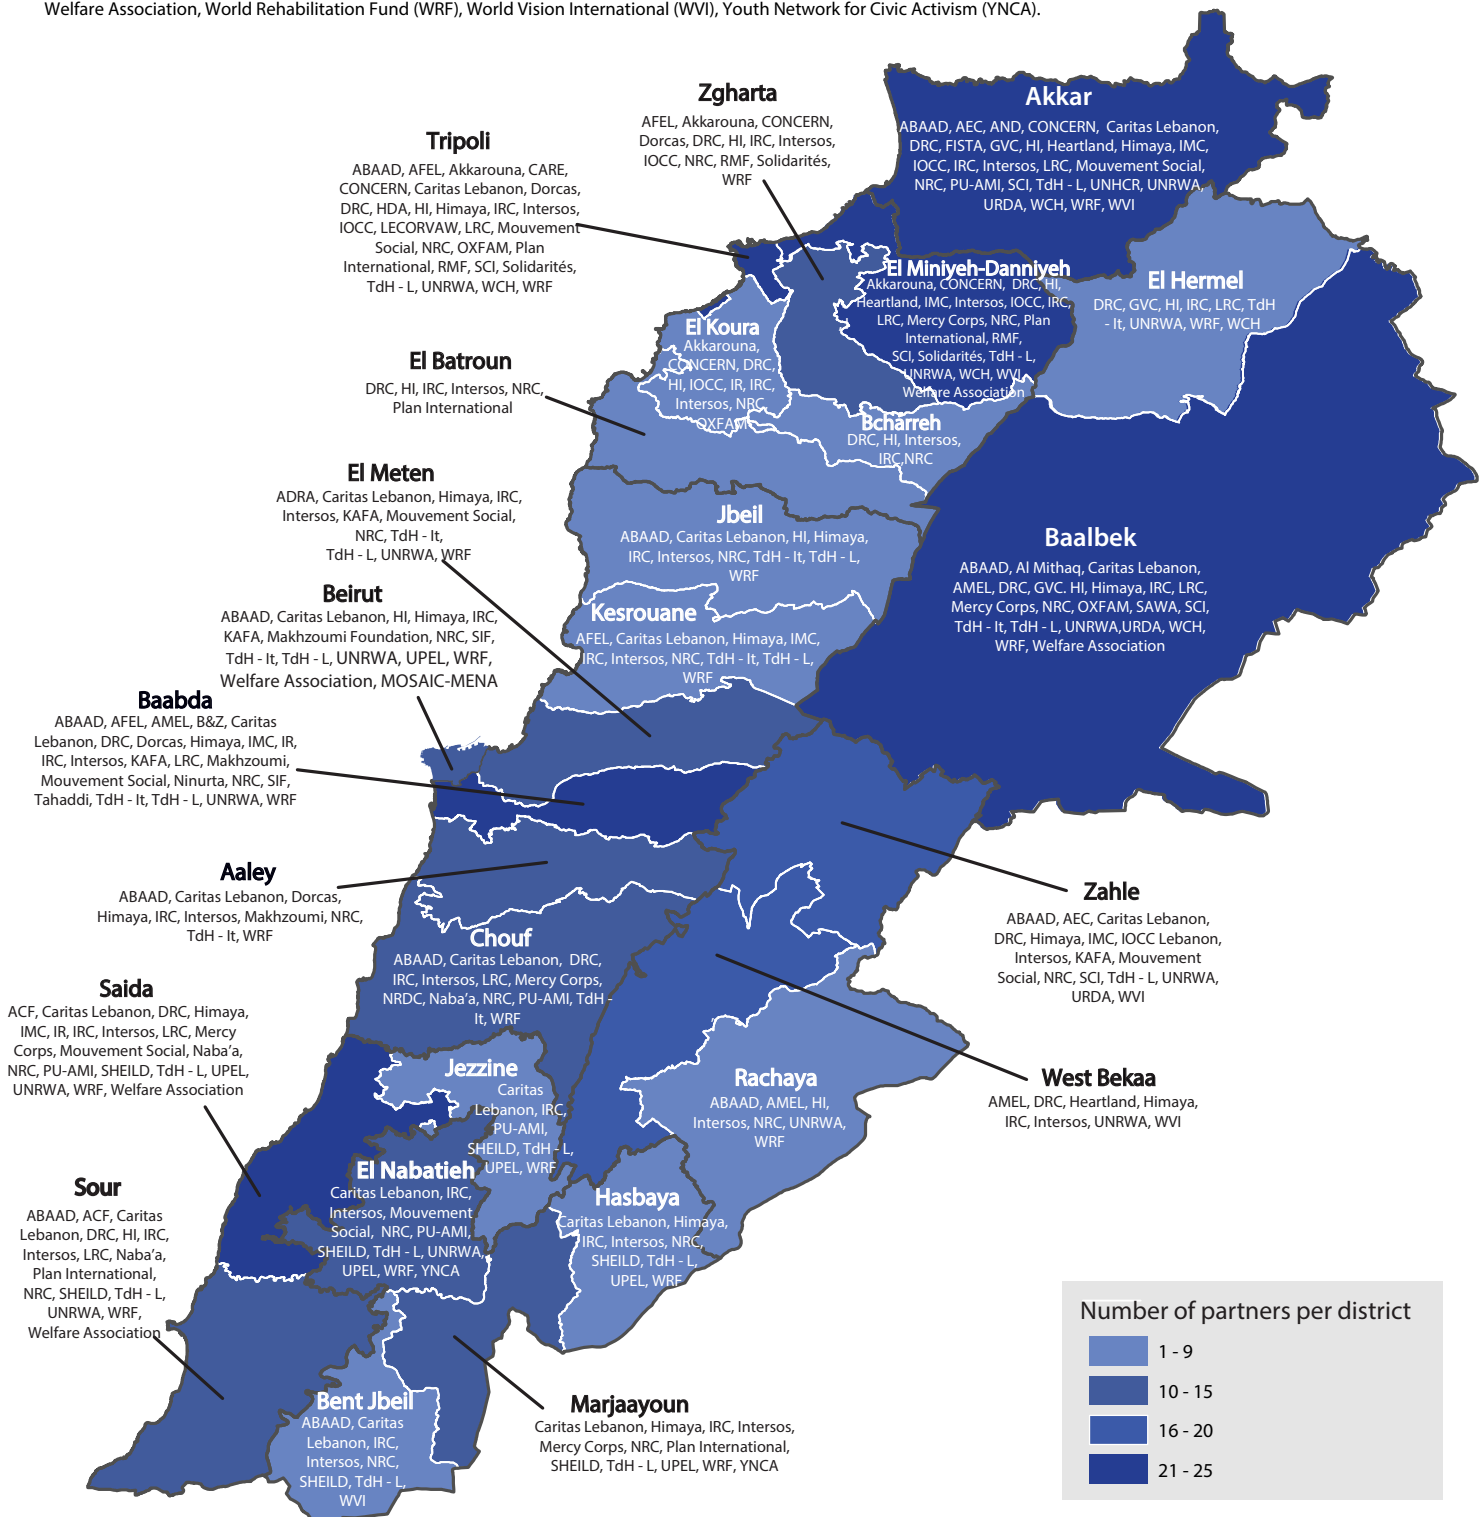 Welfare Association, World Rehabilitation Fund (WRF), World Vision International (WVI), Youth Network for Civic Activism (YNCA).
Zgharta
AFEL, Akkarouna, CONCERN,
Dorcas, DRC, HI, IRC, Intersos,
IOCC, NRC, RMF, Solidarités,
WRF
Akkar
ABAAD, AEC, AND, CONCERN, Caritas Lebanon,
DRC, FISTA, GVC, HI, Heartland, Himaya, IMC,
IOCC, IRC, Intersos, LRC, Mouvement Social,
NRC, PU-AMI, SCI, TdH - L, UNHCR, UNRWA,
URDA, WCH, WRF, WVI
Tripoli
ABAAD, AFEL, Akkarouna, CARE,
CONCERN, Caritas Lebanon, Dorcas,
DRC, HDA, HI, Himaya, IRC, Intersos,
IOCC, LECORVAW, LRC, Mouvement
Social, NRC, OXFAM, Plan
International, RMF, SCI, Solidarités,
TdH - L, UNRWA, WCH, WRF
El Miniyeh-Danniyeh
Akkarouna, CONCERN, DRC, HI,
Heartland, IMC, Intersos, IOCC, IRC,
LRC, Mercy Corps, NRC, Plan
International, RMF,
SCI, Solidarités, TdH - L,
UNRWA, WCH, WVI,
Welfare Association
El Hermel
DRC, GVC, HI, IRC, LRC, TdH
- It, UNRWA, WRF, WCH
El Koura
Akkarouna,
CONCERN, DRC,
HI, IOCC, IR, IRC,
Intersos, NRC,
OXFAM
El Batroun
DRC, HI, IRC, Intersos, NRC,
Plan International
Bcharreh
DRC, HI, Intersos,
IRC,NRC
El Meten
ADRA, Caritas Lebanon, Himaya, IRC,
Intersos, KAFA, Mouvement Social,
NRC, TdH - It,
TdH - L, UNRWA, WRF
Jbeil
ABAAD, Caritas Lebanon, HI, Himaya,
IRC, Intersos, NRC, TdH - It, TdH - L,
WRF
Baalbek
ABAAD, Al Mithaq, Caritas Lebanon,
AMEL, DRC, GVC. HI, Himaya, IRC, LRC,
Mercy Corps, NRC, OXFAM, SAWA, SCI,
TdH - It, TdH - L, UNRWA,URDA, WCH,
WRF, Welfare Association
Beirut
ABAAD, Caritas Lebanon, HI, Himaya, IRC,
KAFA, Makhzoumi Foundation, NRC, SIF,
TdH - It, TdH - L, UNRWA, UPEL, WRF,
Welfare Association, MOSAIC-MENA
Kesrouane
AFEL, Caritas Lebanon, Himaya, IMC,
IRC, Intersos, NRC, TdH - It, TdH - L,
WRF
Baabda
ABAAD, AFEL, AMEL, B&Z, Caritas
Lebanon, DRC, Dorcas, Himaya, IMC, IR,
IRC, Intersos, KAFA, LRC, Makhzoumi,
Mouvement Social, Ninurta, NRC, SIF,
Tahaddi, TdH - It, TdH - L, UNRWA, WRF
Aaley
ABAAD, Caritas Lebanon, Dorcas,
Himaya, IRC, Intersos, Makhzoumi, NRC,
TdH - It, WRF
Zahle
ABAAD, AEC, Caritas Lebanon,
DRC, Himaya, IMC, IOCC Lebanon,
Intersos, KAFA, Mouvement
Social, NRC, SCI, TdH - L, UNRWA,
URDA, WVI
Chouf
ABAAD, Caritas Lebanon, DRC,
IRC, Intersos, LRC, Mercy Corps,
NRDC, Naba'a, NRC, PU-AMI, TdH -
It, WRF
Saida
ACF, Caritas Lebanon, DRC, Himaya,
IMC, IR, IRC, Intersos, LRC, Mercy
Corps, Mouvement Social, Naba'a,
NRC, PU-AMI, SHEILD, TdH - L, UPEL,
UNRWA, WRF, Welfare Association
Jezzine
Caritas
Lebanon, IRC,
PU-AMI,
SHEILD, TdH - L,
UPEL, WRF
Rachaya
ABAAD, AMEL, HI,
Intersos, NRC, UNRWA,
WRF
West Bekaa
AMEL, DRC, Heartland, Himaya,
IRC, Intersos, UNRWA, WVI
El Nabatieh
Caritas Lebanon, IRC,
Intersos, Mouvement
Social, NRC, PU-AMI,
SHEILD, TdH - L, UNRWA,
UPEL, WRF, YNCA
Sour
ABAAD, ACF, Caritas
Lebanon, DRC, HI, IRC,
Intersos, LRC, Naba'a,
Plan International,
NRC, SHEILD, TdH - L,
UNRWA, WRF,
Welfare Association
Hasbaya
Caritas Lebanon, Himaya,
IRC, Intersos, NRC,
SHEILD, TdH - L,
UPEL, WRF
Bent Jbeil
ABAAD, Caritas
Lebanon, IRC,
Intersos, NRC,
SHEILD, TdH - L,
WVI
Marjaayoun
Caritas Lebanon, Himaya, IRC, Intersos,
Mercy Corps, NRC, Plan International,
SHEILD, TdH - L, UPEL, WRF, YNCA
Number of partners per district
1 - 9
10 - 15
16 - 20
21 - 25